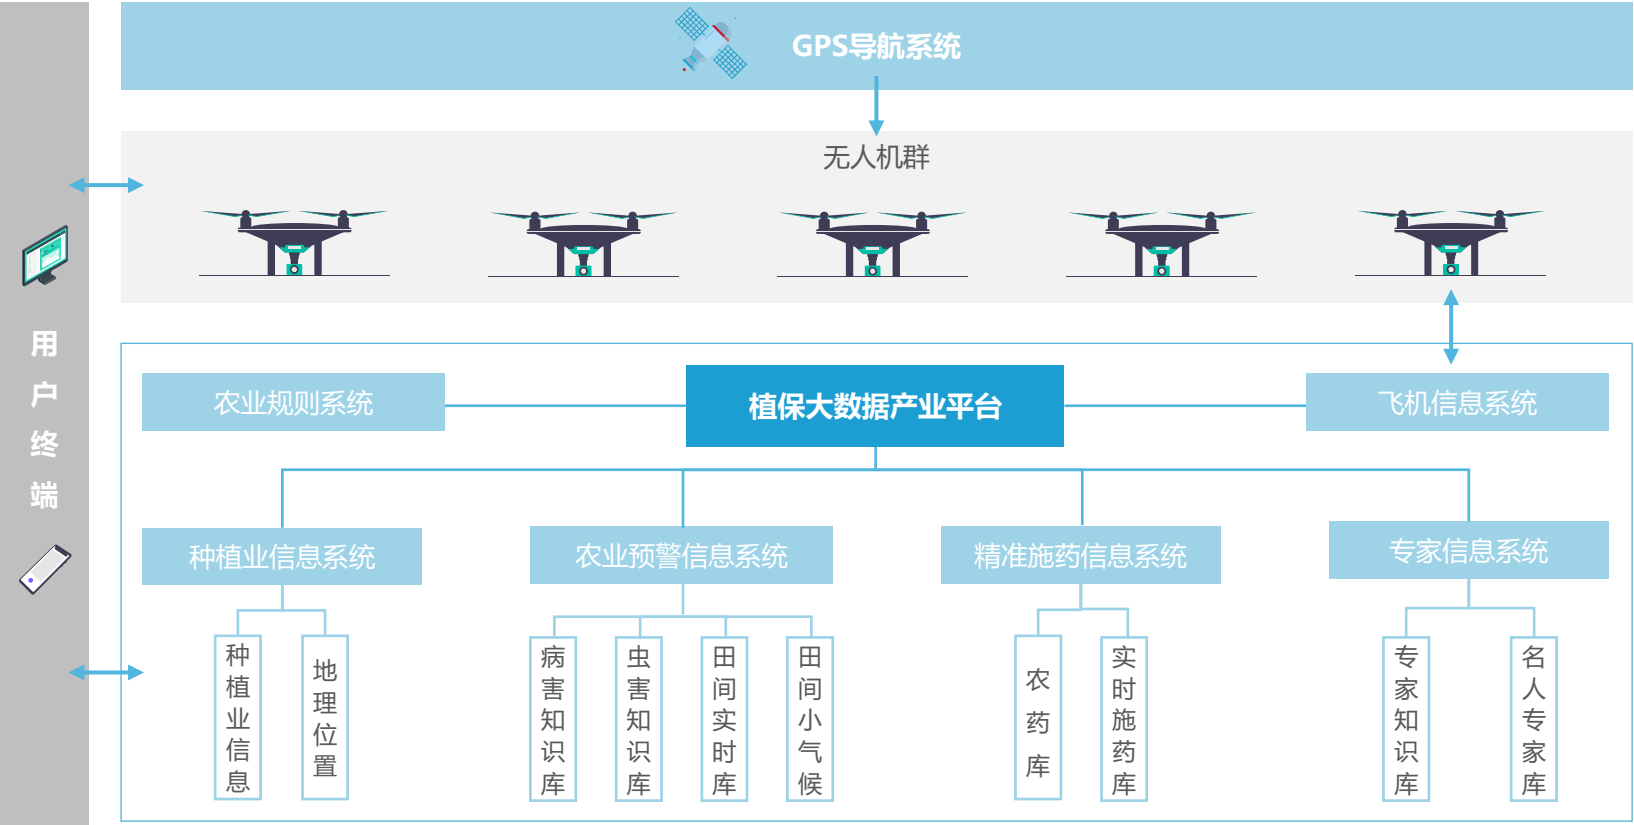 GPS导航系统
无人机群
用户终端
农业规则系统
植保大数据产业平台
飞机信息系统
种植业信息系统
农业预警信息系统
精准施药信息系统
专家信息系统
种植业信息
地理位置
病害知识库
虫害知识库
田间实时库
田间小气候
农药库
实时施药库
专家知识库
名人专家库